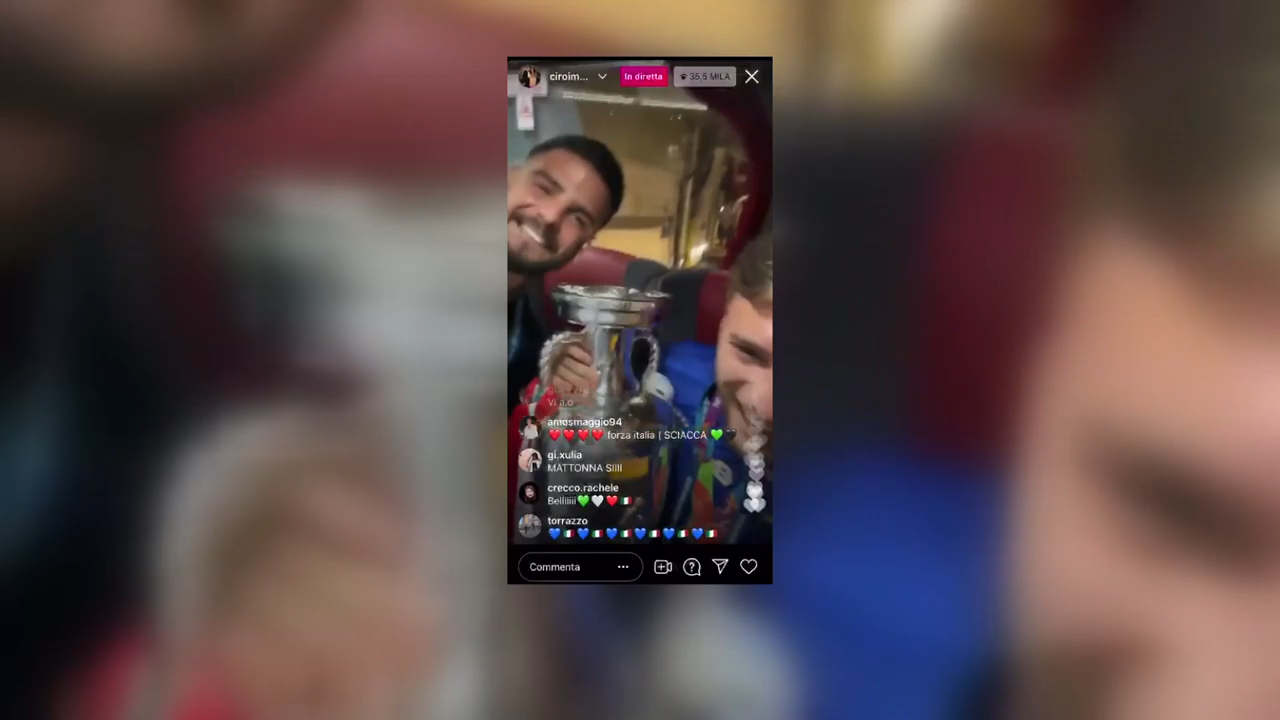 ciroim...
In diretta
35.5 MILA
amosmaggio94
❤️❤️❤️❤️ forza italia | SCIACCA 💚🖤
gi.xulia
MATTONNA SIIII
crecco.rachele
Belliiiii💚🤍❤️🇮🇹
torrazzo
💙🇮🇹💙🇮🇹💙🇮🇹💙🇮🇹💙🇮🇹💙🇮🇹
Commenta ...